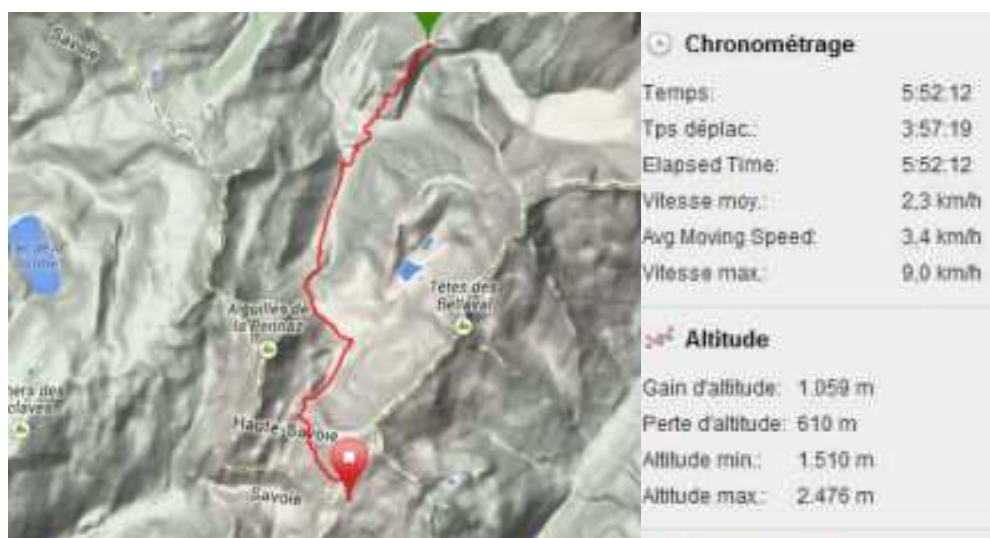 Savoie
Aiguilles de
la Pennaz
Têtes des
Bellaval
Haute-Savoie
Savoie
Chronométrage
Temps: 5:52:12
Tps déplac.: 3:57:19
Elapsed Time: 5:52:12
Vitesse moy.: 2,3 km/h
Avg Moving Speed: 3.4 km/h
Vitesse max.: 9,0 km/h
Altitude
Gain d'altitude: 1.059 m
Perte d'altitude: 610 m
Altitude min.: 1.510 m
Altitude max.: 2.476 m